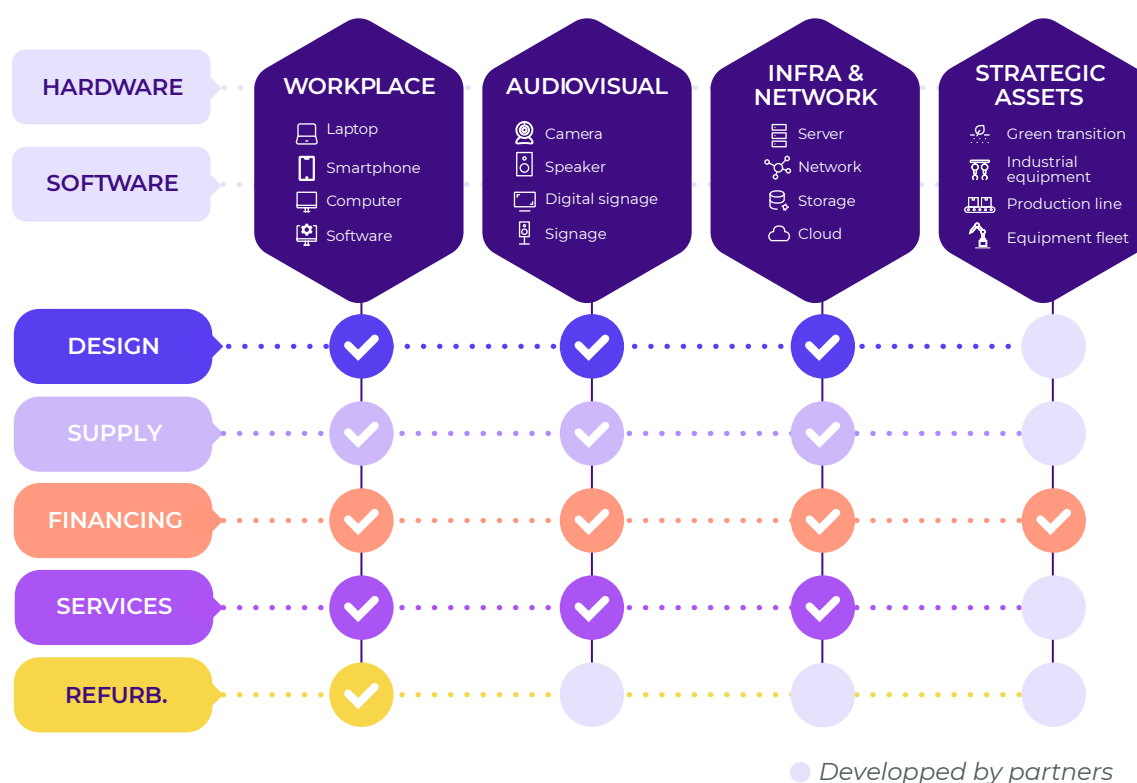 HARDWARE
SOFTWARE
WORKPLACE
Laptop
Smartphone
Computer
Software
AUDIOVISUAL
Camera
Speaker
Digital signage
Signage
INFRA &
NETWORK
Server
Network
Storage
Cloud
STRATEGIC
ASSETS
Green transition
Industrial
equipment
Production line
Equipment fleet
DESIGN
SUPPLY
FINANCING
SERVICES
REFURB.
Developped by partners